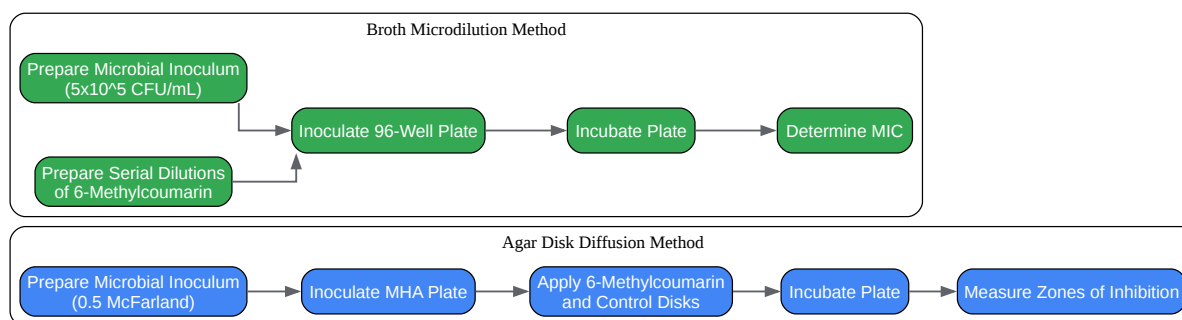 Broth Microdilution Method
Prepare Microbial Inoculum
(5x10^5 CFU/mL)
Inoculate 96-Well Plate
Incubate Plate
Determine MIC
Prepare Serial Dilutions
of 6-Methylcoumarin
Agar Disk Diffusion Method
Prepare Microbial Inoculum
(0.5 McFarland)
Inoculate MHA Plate
Apply 6-Methylcoumarin
and Control Disks
Incubate Plate
Measure Zones of Inhibition